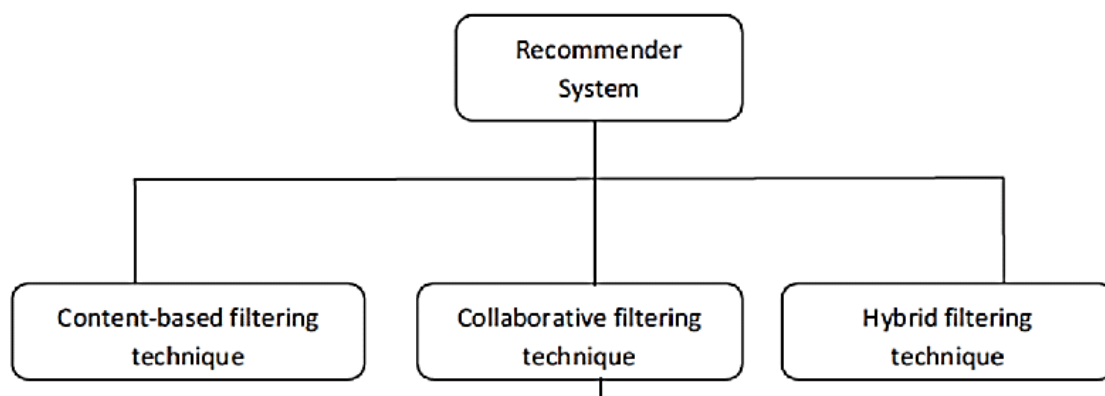 Recommender
System
Content-based filtering
technique
Collaborative filtering
technique
Hybrid filtering
technique